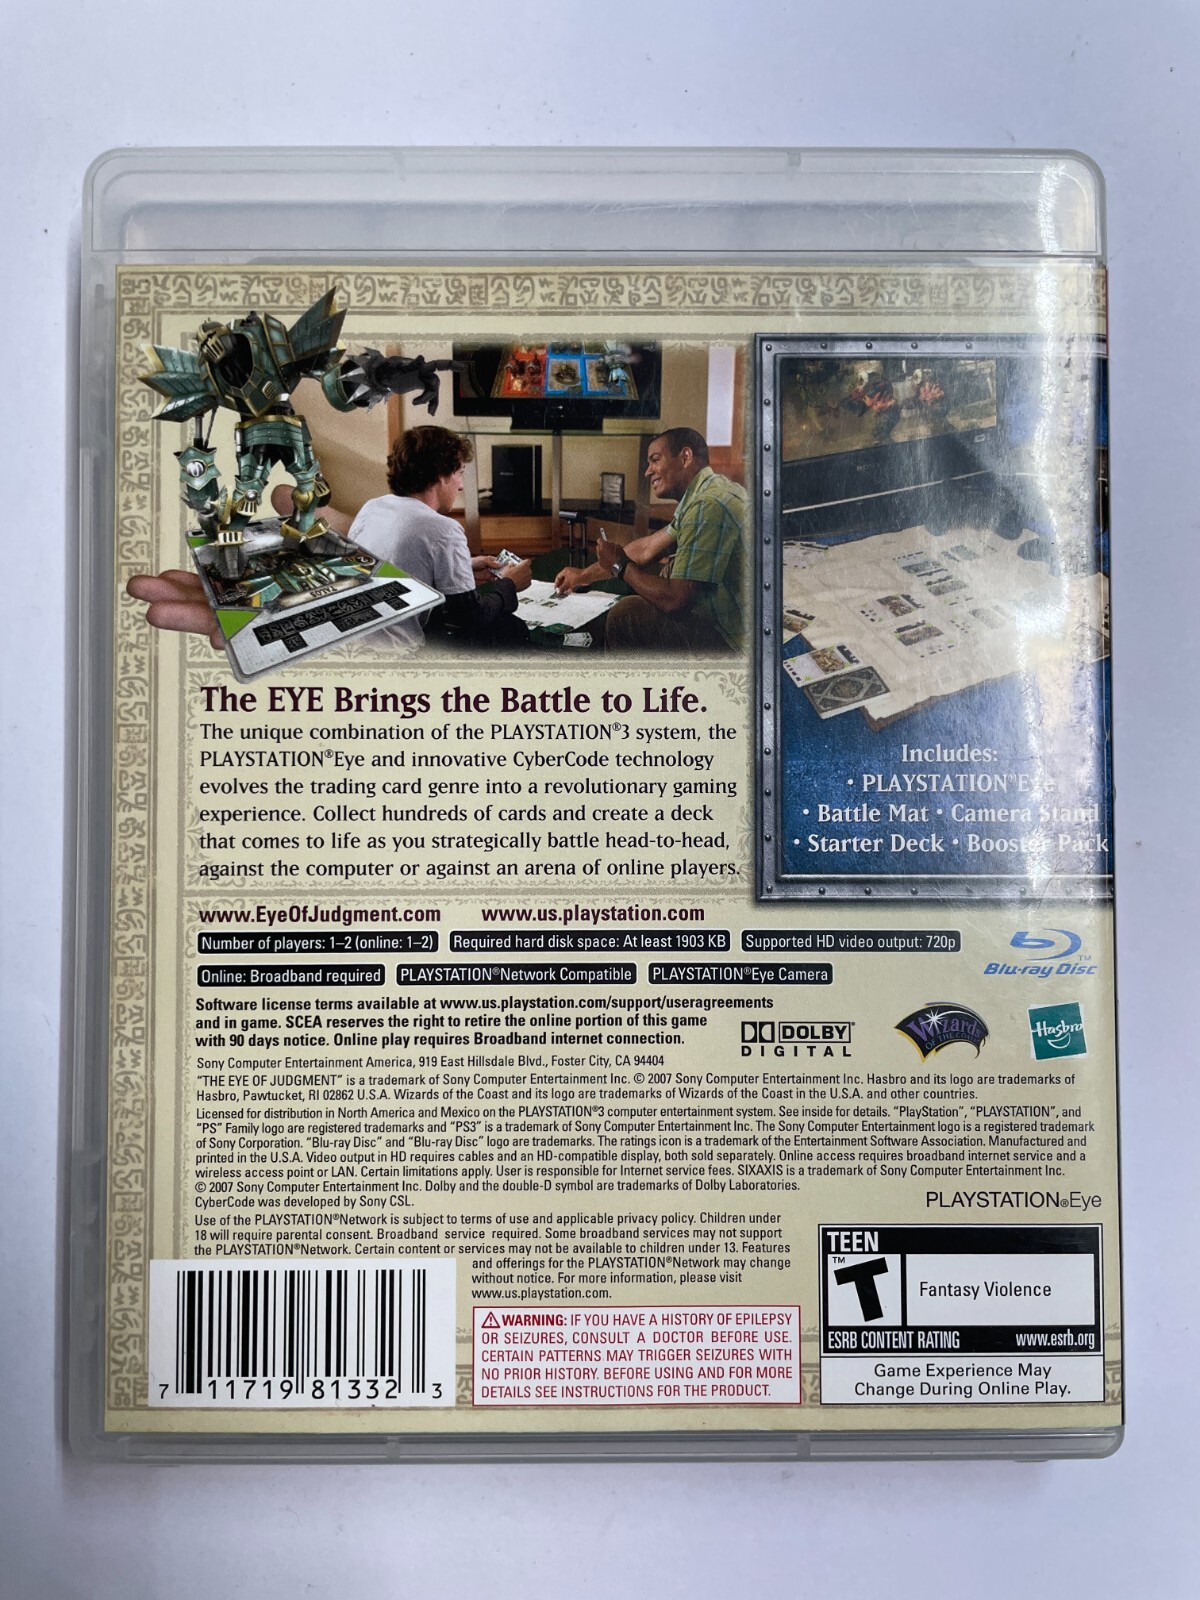 The EYE Brings the Battle to Life.
The unique combination of the PLAYSTATION®3 system, the
PLAYSTATION®Eye and innovative CyberCode technology
evolves the trading card genre into a revolutionary gaming
experience. Collect hundreds of cards and create a deck
that comes to life as you strategically battle head-to-head,
against the computer or against an arena of online players.
Includes:
• PLAYSTATION®Eye
• Battle Mat • Camera Stand
• Starter Deck • Booster Pack
www.EyeOfJudgment.com www.us.playstation.com
Number of players: 1–2 (online: 1–2) Required hard disk space: At least 1903 KB Supported HD video output: 720p
Online: Broadband required PLAYSTATION®Network Compatible PLAYSTATION®Eye Camera
Blu-ray Disc™
Software license terms available at www.us.playstation.com/support/useragreements
and in game. SCEA reserves the right to retire the online portion of this game
with 90 days notice. Online play requires Broadband internet connection.
DOLBY®
DIGITAL
Wizards
OF THE COAST
Hasbro
Sony Computer Entertainment America, 919 East Hillsdale Blvd., Foster City, CA 94404
"THE EYE OF JUDGMENT" is a trademark of Sony Computer Entertainment Inc. © 2007 Sony Computer Entertainment Inc. Hasbro and its logo are trademarks of
Hasbro, Pawtucket, RI 02862 U.S.A. Wizards of the Coast and its logo are trademarks of Wizards of the Coast in the U.S.A. and other countries.
Licensed for distribution in North America and Mexico on the PLAYSTATION®3 computer entertainment system. See inside for details. "PlayStation", "PLAYSTATION", and
"PS" Family logo are registered trademarks and "PS3" is a trademark of Sony Computer Entertainment Inc. The Sony Computer Entertainment logo is a registered trademark
of Sony Corporation. "Blu-ray Disc" and "Blu-ray Disc" logo are trademarks. The ratings icon is a trademark of the Entertainment Software Association. Manufactured and
printed in the U.S.A. Video output in HD requires cables and an HD-compatible display, both sold separately. Online access requires broadband internet service and a
wireless access point or LAN. Certain limitations apply. User is responsible for Internet service fees. SIXAXIS is a trademark of Sony Computer Entertainment Inc.
© 2007 Sony Computer Entertainment Inc. Dolby and the double-D symbol are trademarks of Dolby Laboratories.
CyberCode was developed by Sony CSL.
PLAYSTATION®Eye
Use of the PLAYSTATION®Network is subject to terms of use and applicable privacy policy. Children under
18 will require parental consent. Broadband service required. Some broadband services may not support
the PLAYSTATION®Network. Certain content or services may not be available to children under 13. Features
and offerings for the PLAYSTATION®Network may change
without notice. For more information, please visit
www.us.playstation.com.
⚠WARNING: IF YOU HAVE A HISTORY OF EPILEPSY
OR SEIZURES, CONSULT A DOCTOR BEFORE USE.
CERTAIN PATTERNS MAY TRIGGER SEIZURES WITH
NO PRIOR HISTORY. BEFORE USING AND FOR MORE
DETAILS SEE INSTRUCTIONS FOR THE PRODUCT.
7 11719 81332 3
TEEN
T™
Fantasy Violence
ESRB CONTENT RATING www.esrb.org
Game Experience May
Change During Online Play.